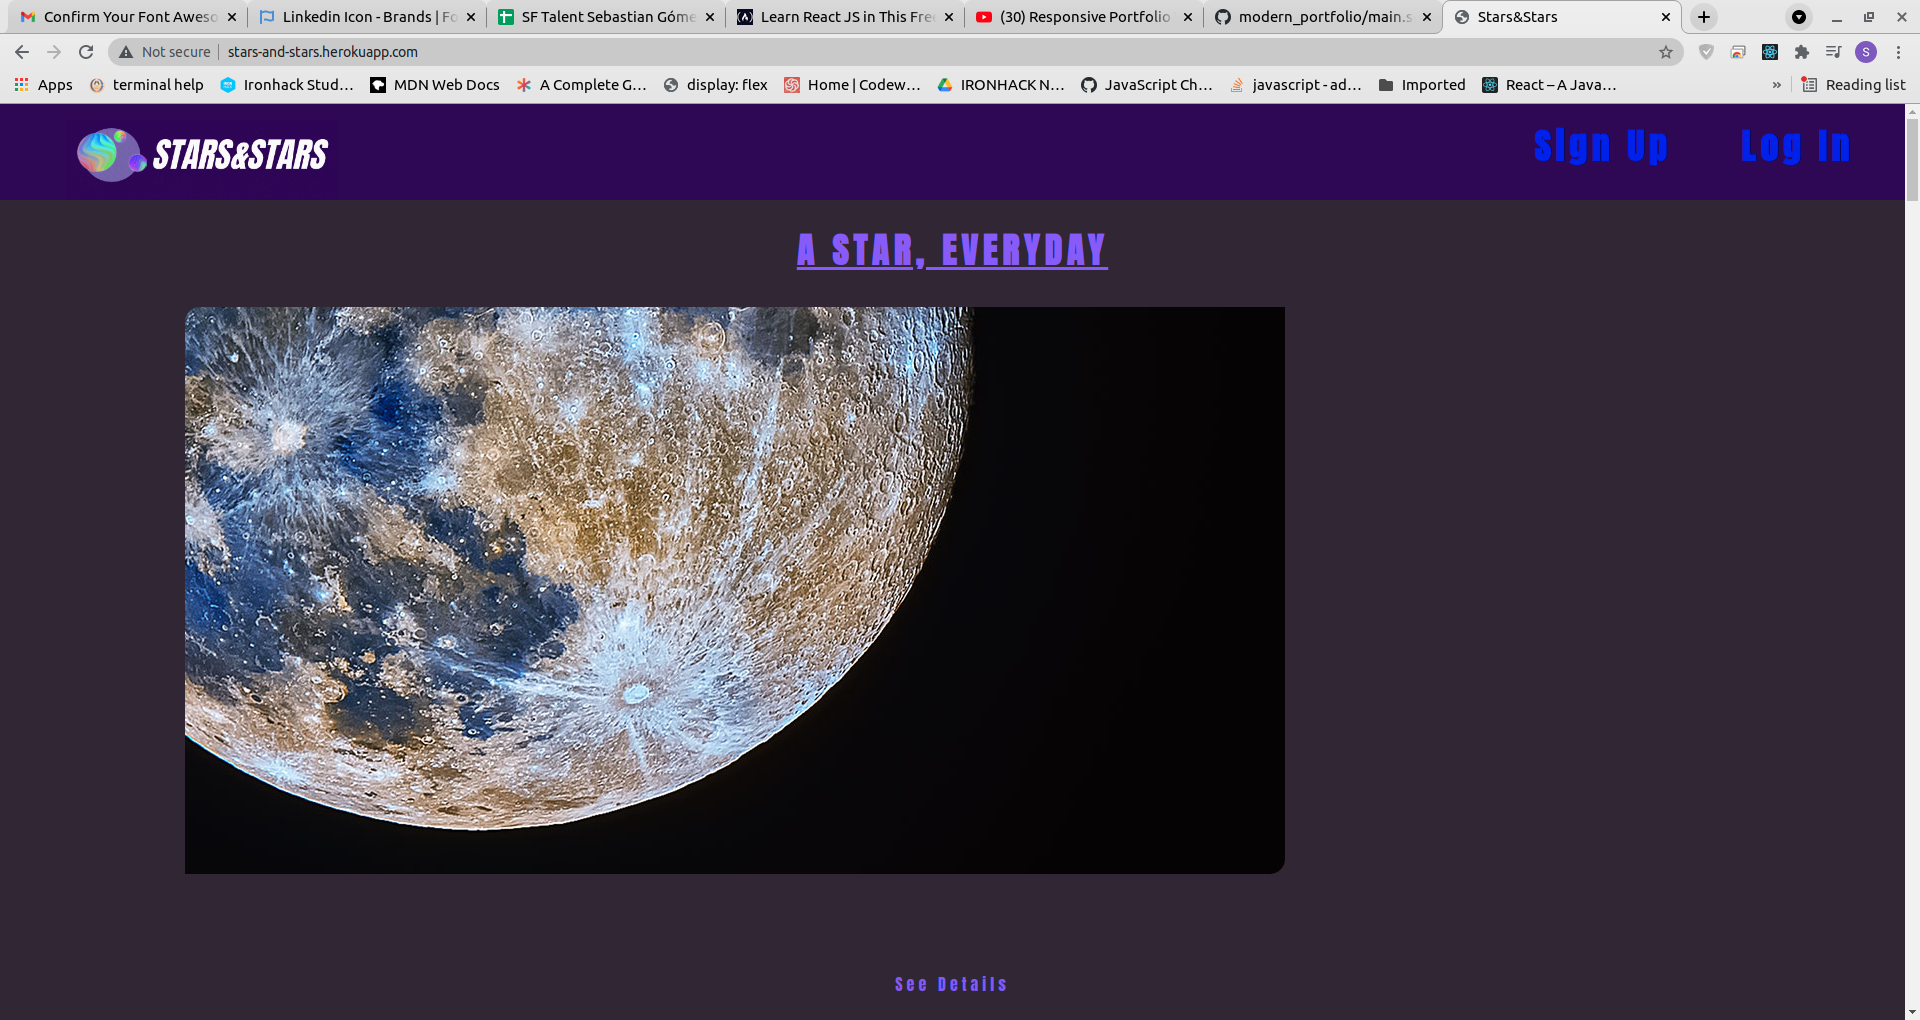 Confirm Your Font Aweso
Linkedin Icon - Brands | Fo
SF Talent Sebastian Góme
Learn React JS in This Free
(30) Responsive Portfolio
modern_portfolio/main.s
Stars&Stars
Not secure
stars-and-stars.herokuapp.com
S
Apps
terminal help
Ironhack Stud...
MDN Web Docs
A Complete G...
display: flex
Home | Codew...
IRONHACK N...
JavaScript Ch...
javascript - ad...
Imported
React – A Java...
»
Reading list
STARS&STARS
Sign Up
Log In
A STAR, EVERYDAY
See Details